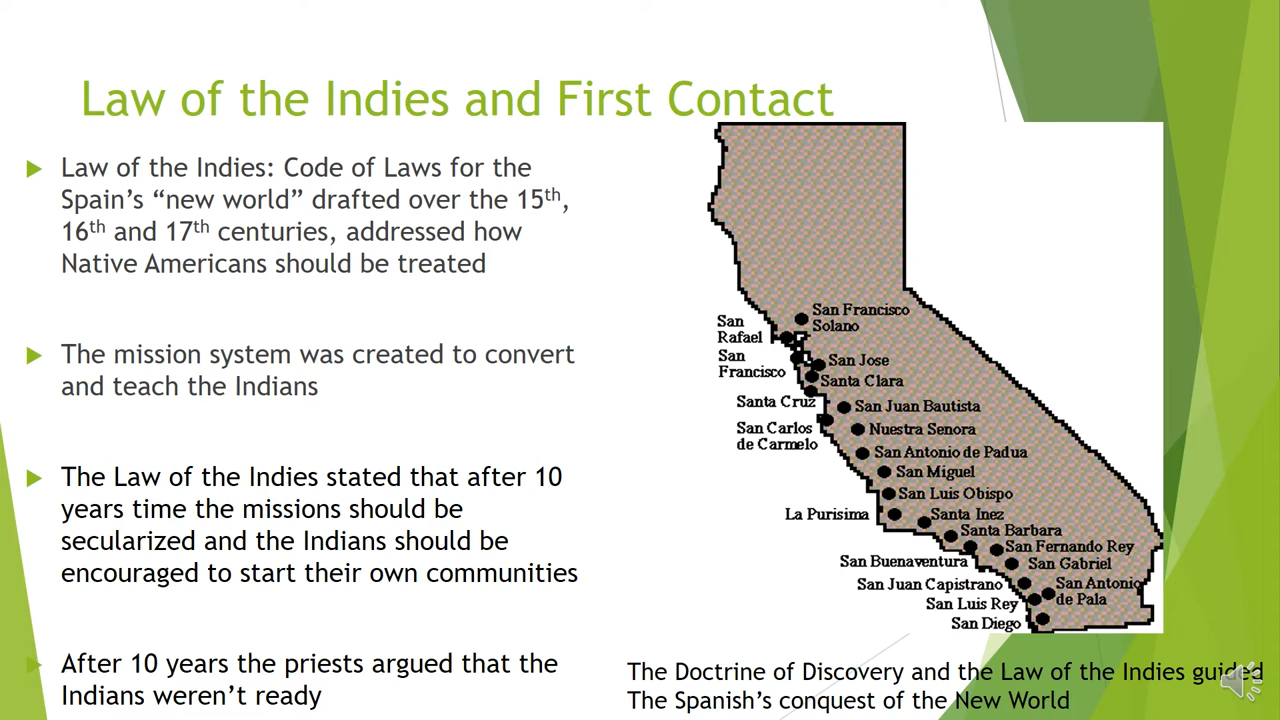 Law of the Indies and First Contact
Law of the Indies: Code of Laws for the
Spain's “new world” drafted over the 15th,
16th and 17th centuries, addressed how
Native Americans should be treated
The mission system was created to convert
and teach the Indians
The Law of the Indies stated that after 10
years time the missions should be
secularized and the Indians should be
encouraged to start their own communities
After 10 years the priests argued that the
Indians weren't ready
San Francisco
Solano
San
Rafael
San
Francisco
San Jose
Santa Clara
Santa Cruz
San Juan Bautista
San Carlos
de Carmelo
Nuestra Senora
San Antonio de Padua
San Miguel
San Luis Obispo
La Purisima
Santa Inez
Santa Barbara
San Fernando Rey
San Buenaventura
San Gabriel
San Juan Capistrano
San Antonio
de Pala
San Luis Rey
San Diego
The Doctrine of Discovery and the Law of the Indies guided
The Spanish's conquest of the New World